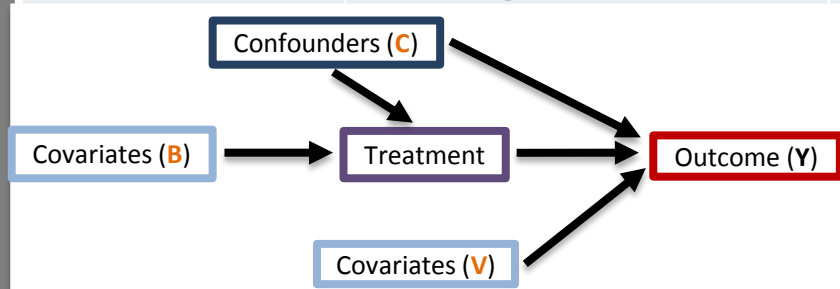 Confounders (C)
Covariates (B)
Treatment
Outcome (Y)
Covariates (V)